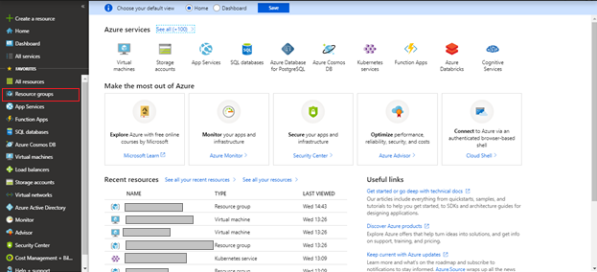 Choose your default view
Home
Dashboard
Save
Create a resource
Home
Dashboard
All services
FAVORITES
All resources
Resource groups
App Services
Function Apps
SQL databases
Azure Cosmos DB
Virtual machines
Load balancers
Storage accounts
Virtual networks
Azure Active Directory
Monitor
Advisor
Security Center
Cost Management + Bil...
Help + support
Azure services
See all (+100)
Virtual machines
Storage accounts
App Services
SQL databases
Azure Database for PostgreSQL
Azure Cosmos DB
Kubernetes services
Function Apps
Azure Databricks
Cognitive Services
Make the most out of Azure
Explore Azure with free online courses by Microsoft
Microsoft Learn
Monitor your apps and infrastructure
Azure Monitor >
Secure your apps and infrastructure
Security Center >
Optimize performance, reliability, security, and costs
Azure Advisor >
Connect to Azure via an authenticated browser-based shell
Cloud Shell >
Recent resources
See all your recent resources >
See all your resources >
NAME TYPE LAST VIEWED
Resource group Wed 14:43
Virtual machine Wed 13:26
Virtual machine Wed 13:26
Resource group Wed 13:26
Kubernetes service Wed 13:09
Useful links
Get started or go deep with technical docs
Our articles include everything from quickstarts, samples, and
tutorials to help you get started, to SDKs and architecture guides for
designing applications.
Discover Azure products
Explore Azure offers that help turn ideas into solutions, and get info
on support, training, and pricing.
Keep current with Azure updates
Learn more and what's on the roadmap and subscribe to
notifications to stay informed. Azure.Source wraps up all the news